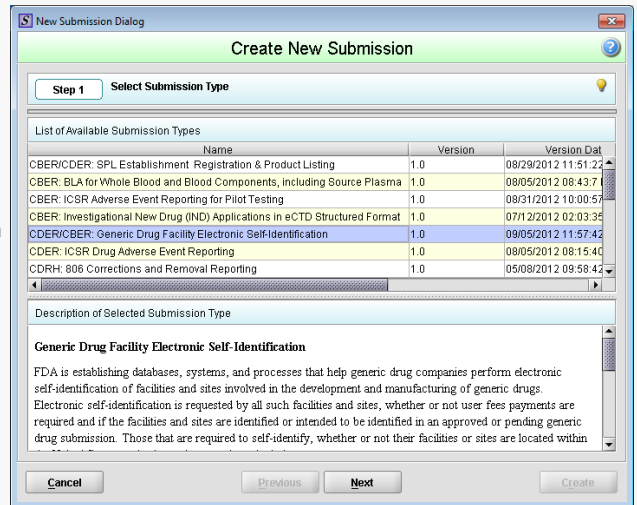 New Submission Dialog
Create New Submission
Step 1 Select Submission Type
List of Available Submission Types
Name Version Version Dat
CBER/CDER: SPL Establishment Registration & Product Listing 1.0 08/29/2012 11:51:22
CBER: BLA for Whole Blood and Blood Components, including Source Plasma 1.0 08/05/2012 08:43:7
CBER: ICSR Adverse Event Reporting for Pilot Testing 1.0 08/31/2012 10:00:57
CBER: Investigational New Drug (IND) Applications in eCTD Structured Format 1.0 07/12/2012 02:03:35
CDER/CBER: Generic Drug Facility Electronic Self-Identification 1.0 09/05/2012 11:57:42
CDER: ICSR Drug Adverse Event Reporting 1.0 08/05/2012 08:15:40
CDRH: 806 Corrections and Removal Reporting 1.0 05/08/2012 09:58:42
Description of Selected Submission Type
Generic Drug Facility Electronic Self-Identification
FDA is establishing databases, systems, and processes that help generic drug companies perform electronic
self-identification of facilities and sites involved in the development and manufacturing of generic drugs.
Electronic self-identification is requested by all such facilities and sites, whether or not user fees payments are
required and if the facilities and sites are identified or intended to be identified in an approved or pending generic
drug submission. Those that are required to self-identify, whether or not their facilities or sites are located within
Cancel Previous Next Create